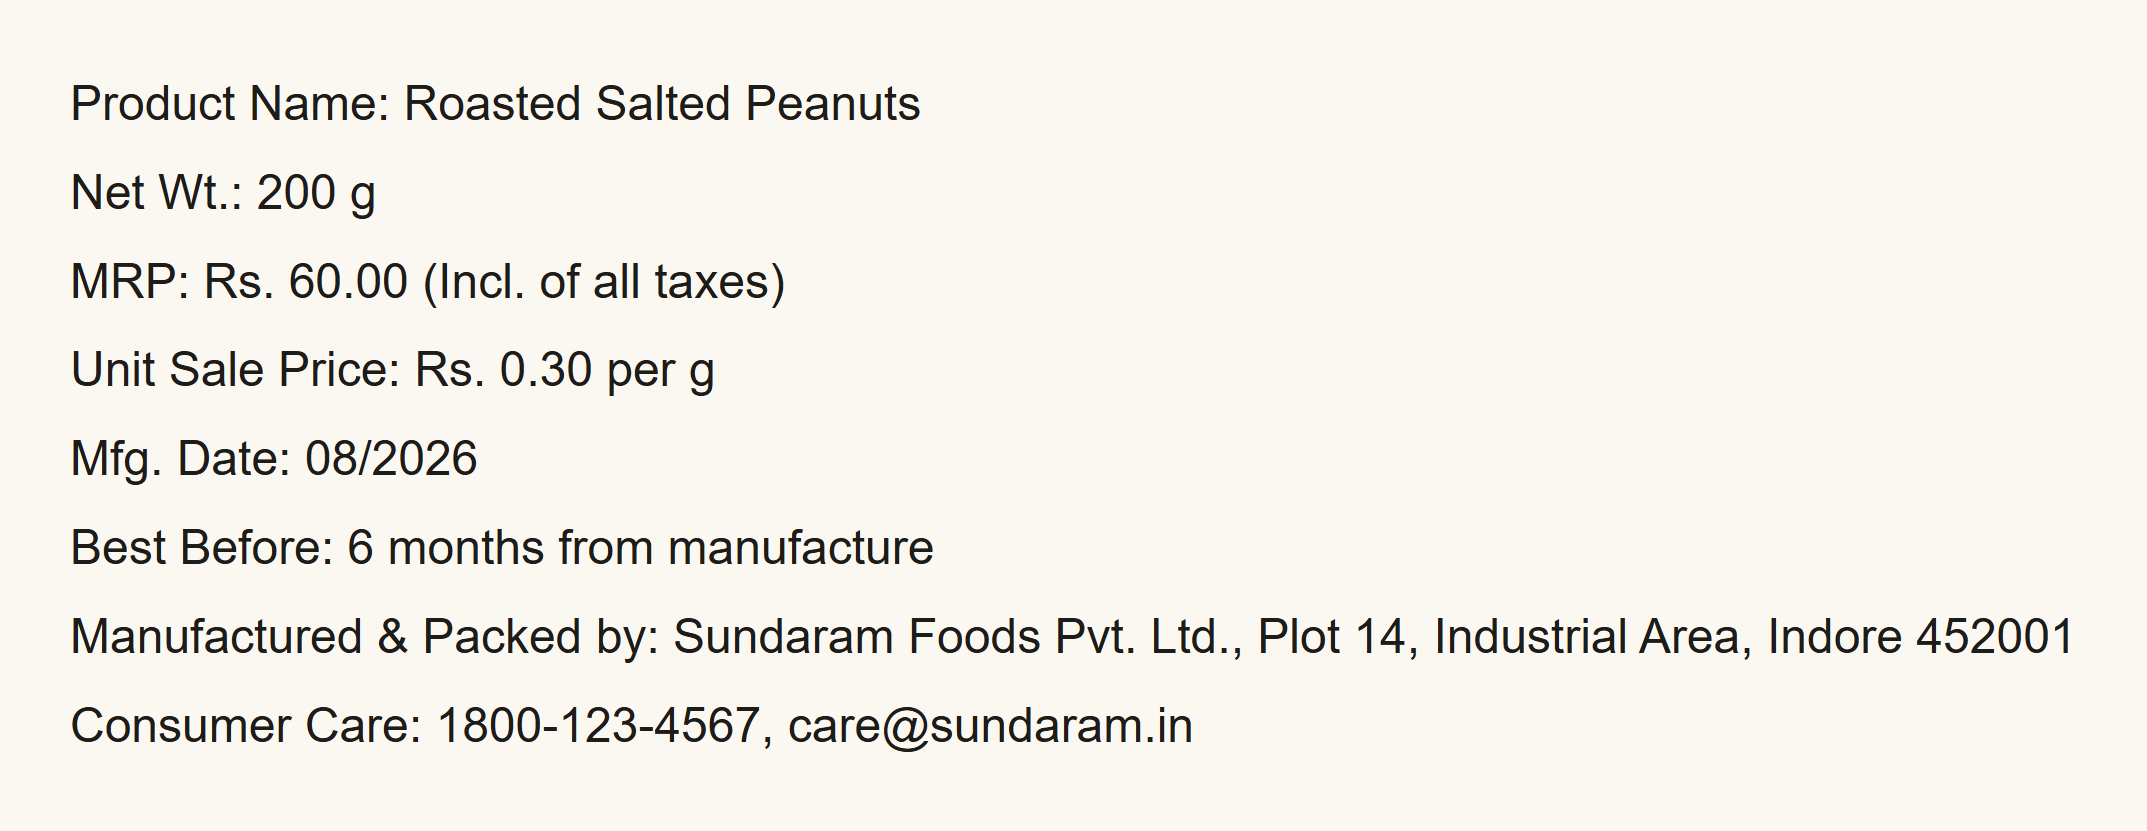 Product Name: Roasted Salted Peanuts
Net Wt.: 200 g
MRP: Rs. 60.00 (Incl. of all taxes)
Unit Sale Price: Rs. 0.30 per g
Mfg. Date: 08/2026
Best Before: 6 months from manufacture
Manufactured & Packed by: Sundaram Foods Pvt. Ltd., Plot 14, Industrial Area, Indore 452001
Consumer Care: 1800-123-4567, care@sundaram.in